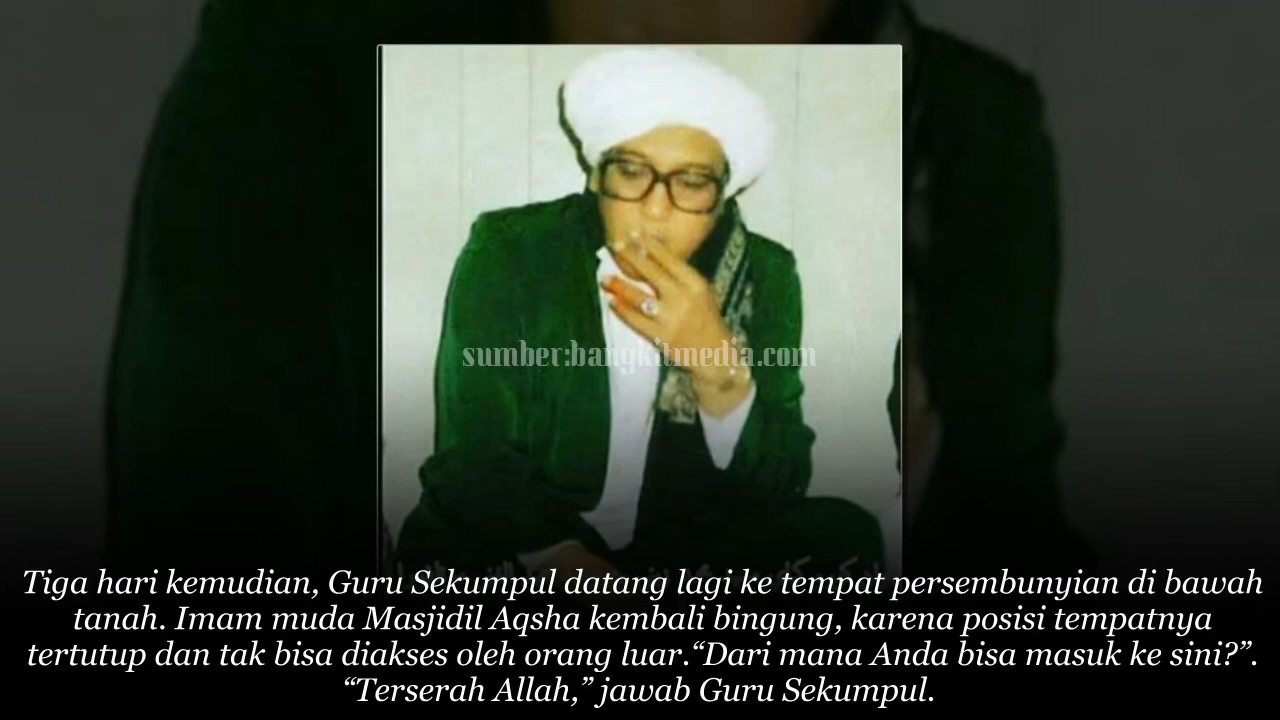 sumber:bangkitmedia.com
Tiga hari kemudian, Guru Sekumpul datang lagi ke tempat persembunyian di bawah
tanah. Imam muda Masjidil Aqsha kembali bingung, karena posisi tempatnya
tertutup dan tak bisa diakses oleh orang luar.“Dari mana Anda bisa masuk ke sini?”.
“Terserah Allah,” jawab Guru Sekumpul.